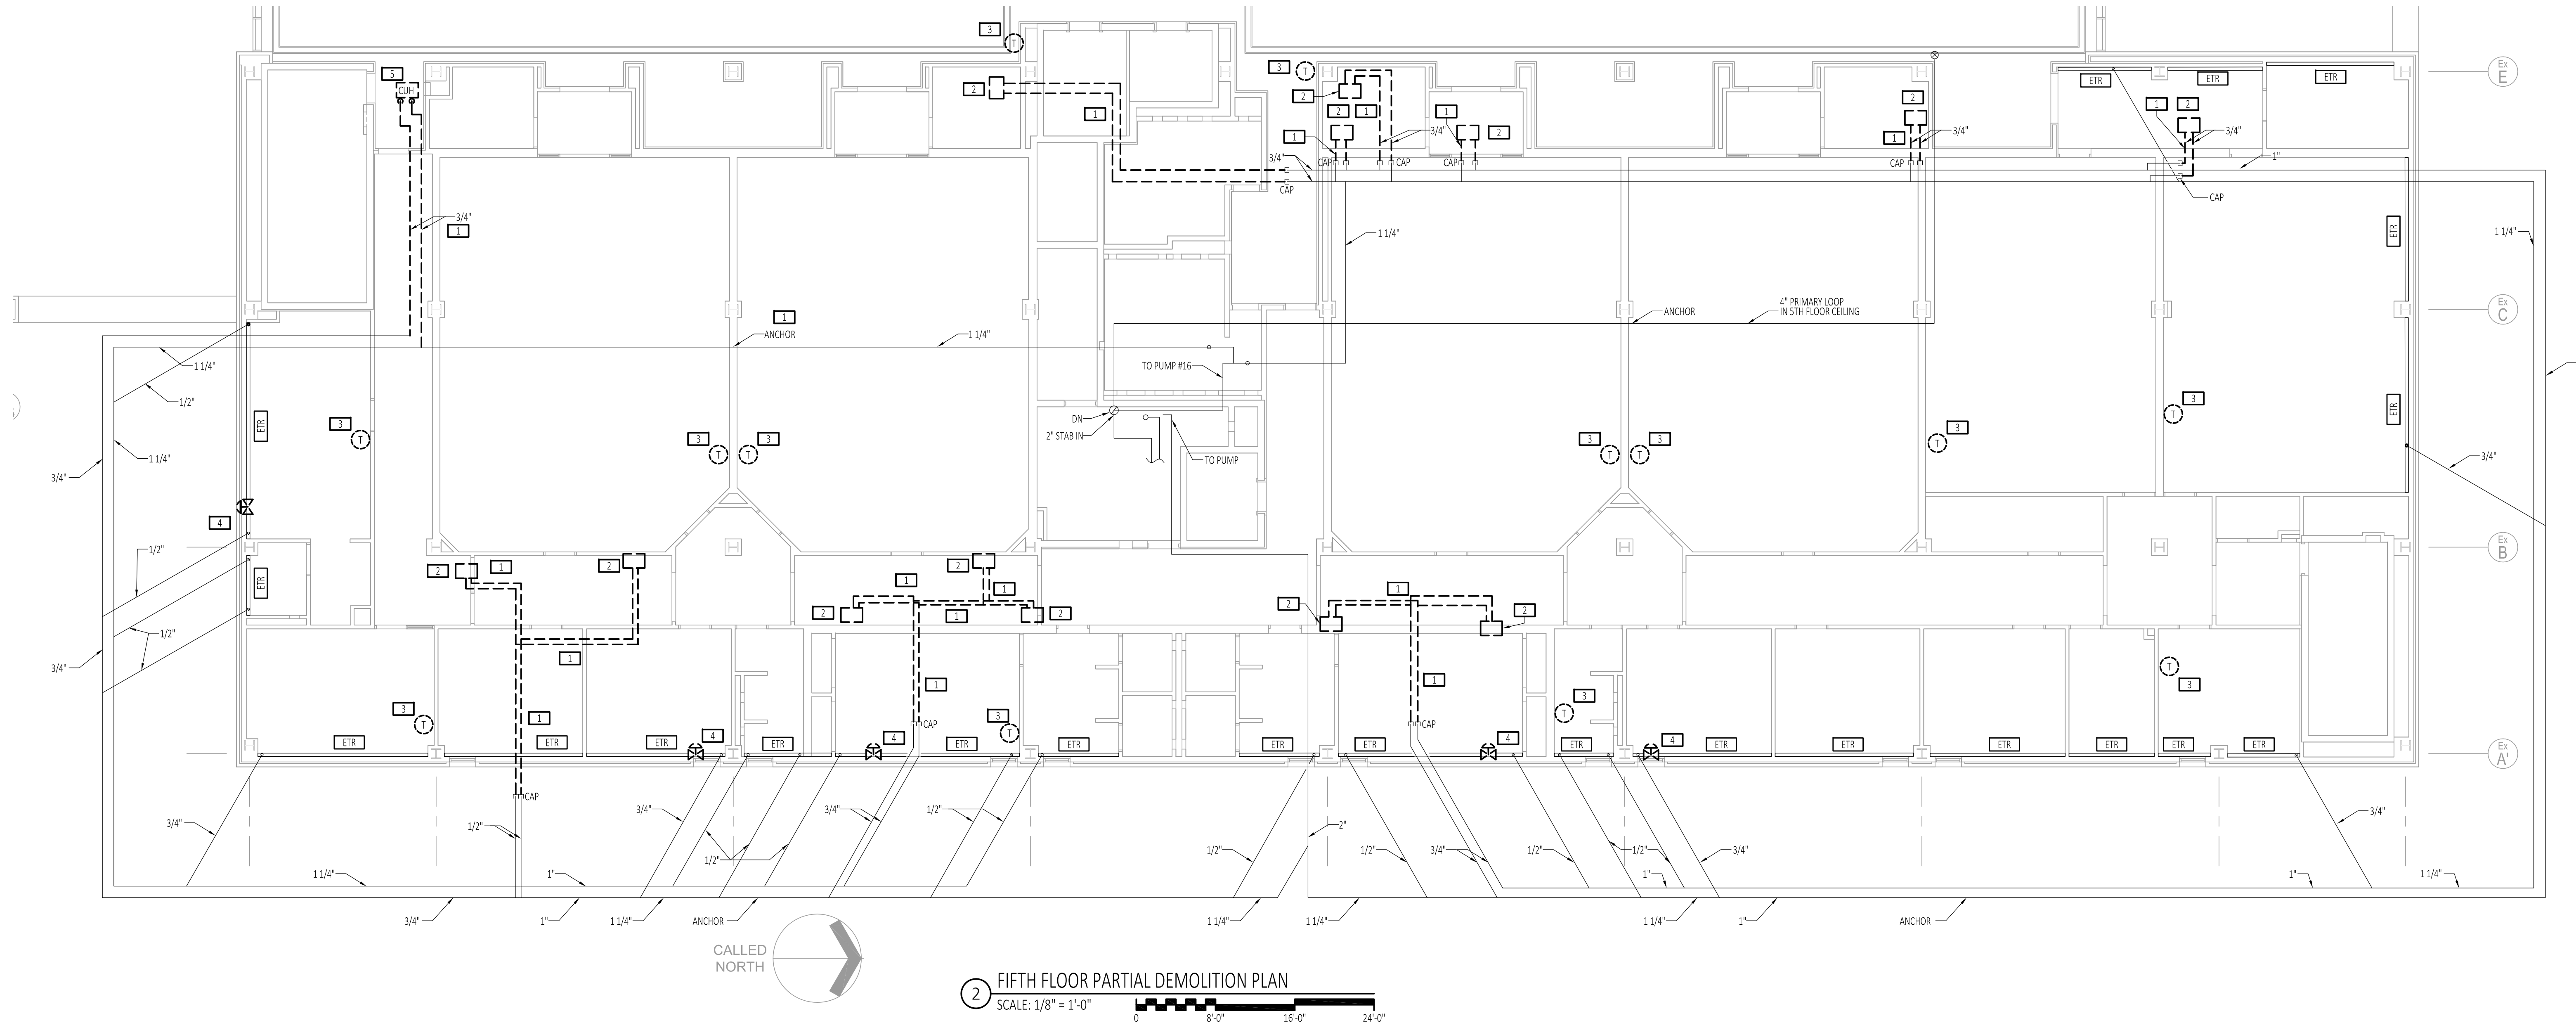 3
T
5
CUH
2
1
3
T
2
2
1
1
1
2
3/4"
2
1
3/4"
ETR
ETR
ETR
1
2
3/4"
Ex
E
3/4"
CAP
CAP
CAP
CAP
1"
CAP
CAP
3/4"
1
1 1/4"
ETR
1 1/4"
1
ANCHOR
1 1/4"
ANCHOR
4" PRIMARY LOOP
IN 5TH FLOOR CEILING
Ex
C
1 1/4"
1/2"
TO PUMP #16
ETR
3
T
3
T
3
T
DN
2" STAB IN
TO PUMP
3
T
3
T
3
T
3
T
ETR
3/4"
1 1/4"
3/4"
ETR
4
1/2"
Ex
B
2
1
2
1
2
1
2
1
2
2
1
2
ETR
1/2"
3/4"
1
1
1
1
3
T
3
T
3
T
3
T
CAP
CAP
ETR
ETR
ETR
4
ETR
4
ETR
ETR
ETR
ETR
4
ETR
4
ETR
ETR
ETR
ETR
ETR
ETR
Ex
A'
CAP
3/4"
1/2"
3/4"
1/2"
3/4"
1/2"
1/2"
2"
1/2"
3/4"
1/2"
1/2"
3/4"
3/4"
1 1/4"
1"
1"
1"
1 1/4"
3/4"
1"
1 1/4"
ANCHOR
1 1/4"
1 1/4"
1 1/4"
1"
ANCHOR
CALLED
NORTH
2
FIFTH FLOOR PARTIAL DEMOLITION PLAN
SCALE: 1/8" = 1'-0"
0
8'-0"
16'-0"
24'-0"